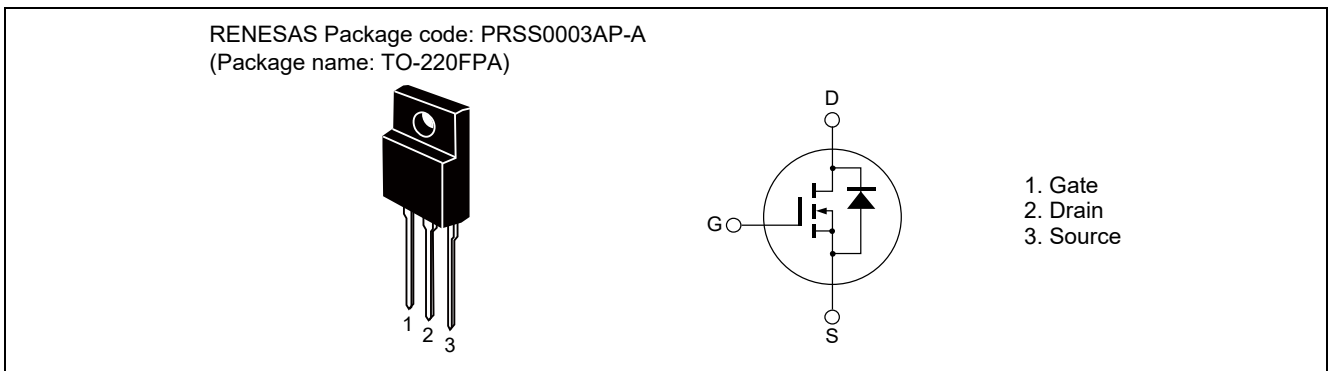 RENESAS Package code: PRSS0003AP-A
(Package name: TO-220FPA)
1
2
3
D
G
S
1. Gate
2. Drain
3. Source